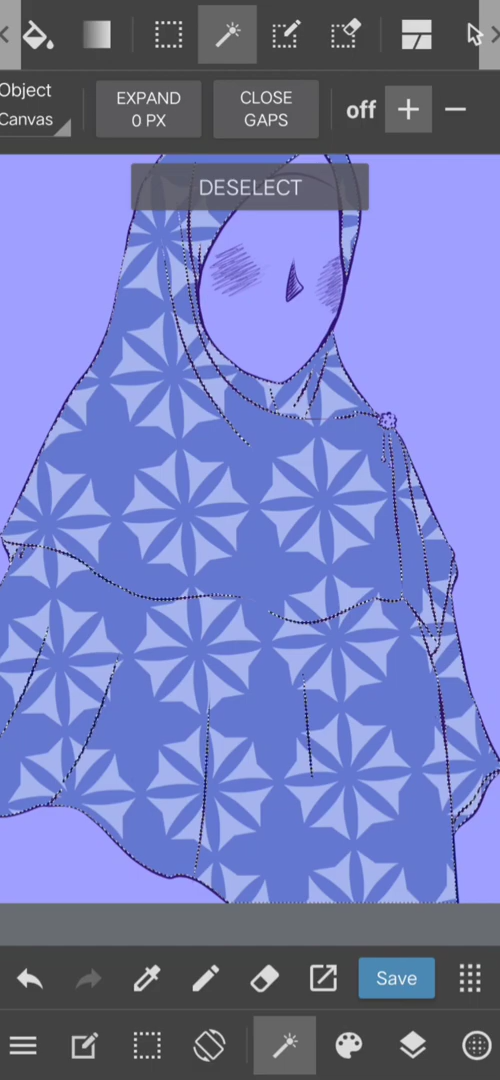 Object
Canvas
EXPAND
0 PX
CLOSE
GAPS
off
DESELECT
Save